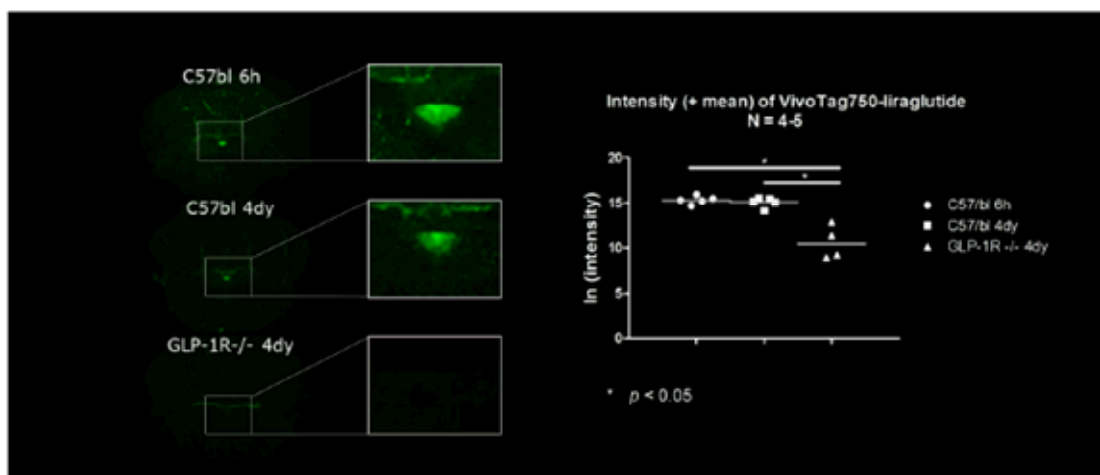 C57bl 6h
C57bl 4dy
GLP-1R-/- 4dy
Intensity (+ mean) of VivoTag750-liraglutide
N = 4-5
ln (intensity)
20
15
10
5
0
*
*
C57/bl 6h
C57/bl 4dy
GLP-1R -/- 4dy
* p < 0.05